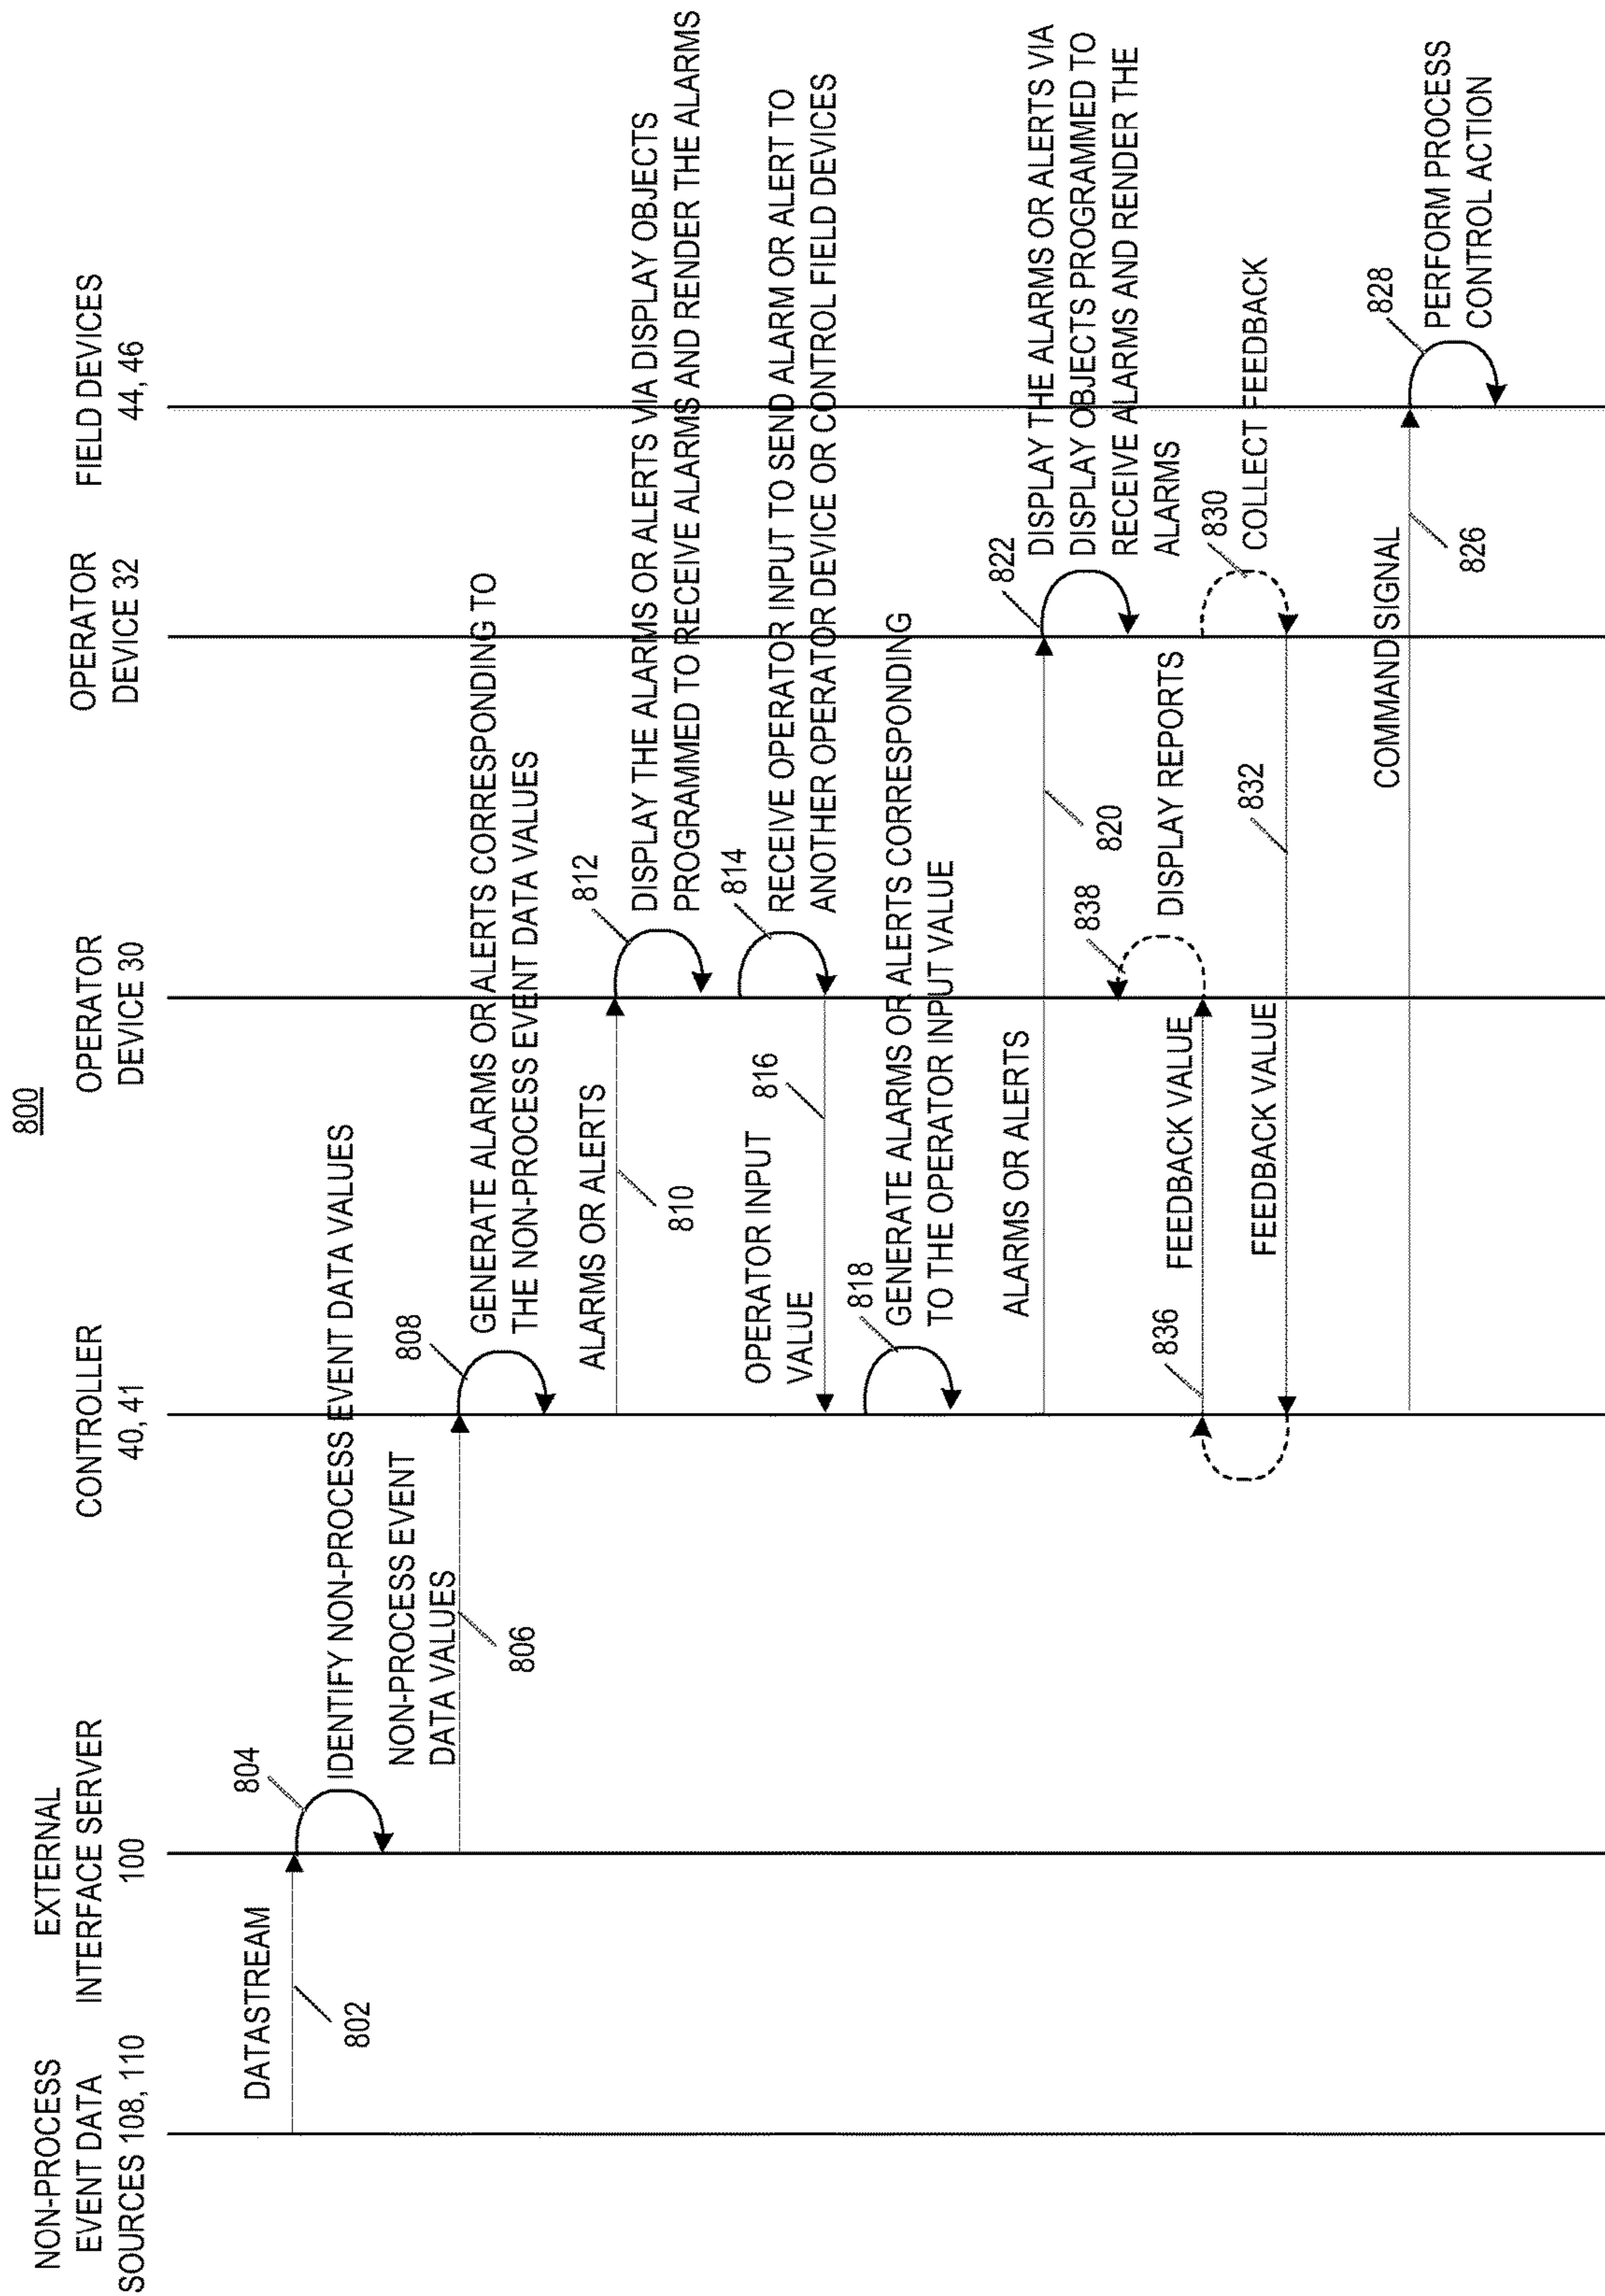 800
NON-PROCESS
EVENT DATA
SOURCES 108, 110
EXTERNAL
INTERFACE SERVER
100
CONTROLLER
40, 41
OPERATOR
DEVICE 30
OPERATOR
DEVICE 32
FIELD DEVICES
44, 46
DATASTREAM
802
804
IDENTIFY NON-PROCESS EVENT DATA VALUES
NON-PROCESS EVENT
DATA VALUES
806
808
GENERATE ALARMS OR ALERTS CORRESPONDING TO
THE NON-PROCESS EVENT DATA VALUES
ALARMS OR ALERTS
810
812
DISPLAY THE ALARMS OR ALERTS VIA DISPLAY OBJECTS
PROGRAMMED TO RECEIVE ALARMS AND RENDER THE ALARMS
814
RECEIVE OPERATOR INPUT TO SEND ALARM OR ALERT TO
ANOTHER OPERATOR DEVICE OR CONTROL FIELD DEVICES
OPERATOR INPUT
VALUE
816
818
GENERATE ALARMS OR ALERTS CORRESPONDING
TO THE OPERATOR INPUT VALUE
ALARMS OR ALERTS
820
822
DISPLAY THE ALARMS OR ALERTS VIA
DISPLAY OBJECTS PROGRAMMED TO
RECEIVE ALARMS AND RENDER THE
ALARMS
838
DISPLAY REPORTS
830
COLLECT FEEDBACK
836
FEEDBACK VALUE
FEEDBACK VALUE
832
COMMAND SIGNAL
826
828
PERFORM PROCESS
CONTROL ACTION